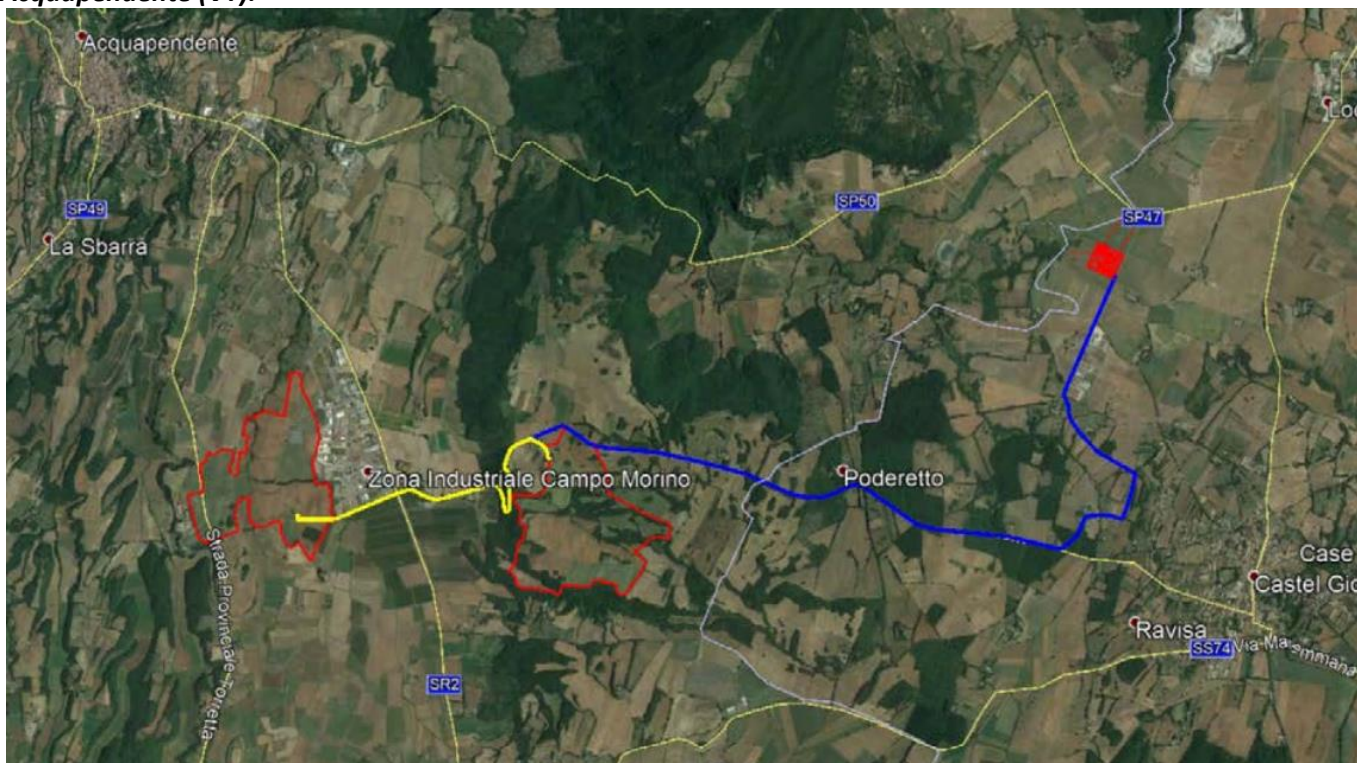 Acquapendente (VT).
Acquapendente
Loc
SP50
SP49
SP47
La Sbarra
Zona Industriale Campo Morino
Poderetto
Strada Provinciale Torretta
Case
Castel Gio
Ravisa
SS74
Via Maremmana
SR2